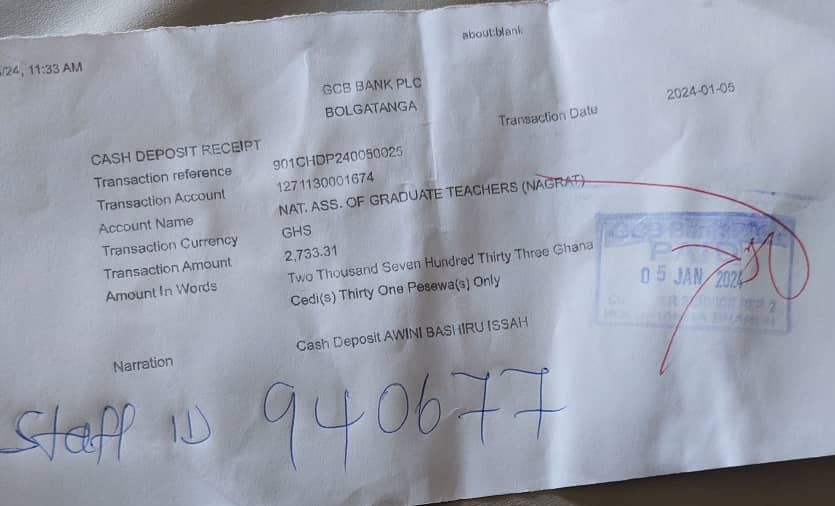 /24, 11:33 AM
about:blank
GCB BANK PLC
BOLGATANGA
Transaction Date 2024-01-05
CASH DEPOSIT RECEIPT
Transaction reference 901CHDP240050025
Transaction Account 1271130001674
Account Name NAT. ASS. OF GRADUATE TEACHERS (NAGRAT)
Transaction Currency GHS
Transaction Amount 2,733.31
Amount In Words Two Thousand Seven Hundred Thirty Three Ghana
Cedi(s) Thirty One Pesewa(s) Only
Narration Cash Deposit AWINI BASHIRU ISSAH
GCB
PAID
05 JAN 2024
2
Staff ID 940677